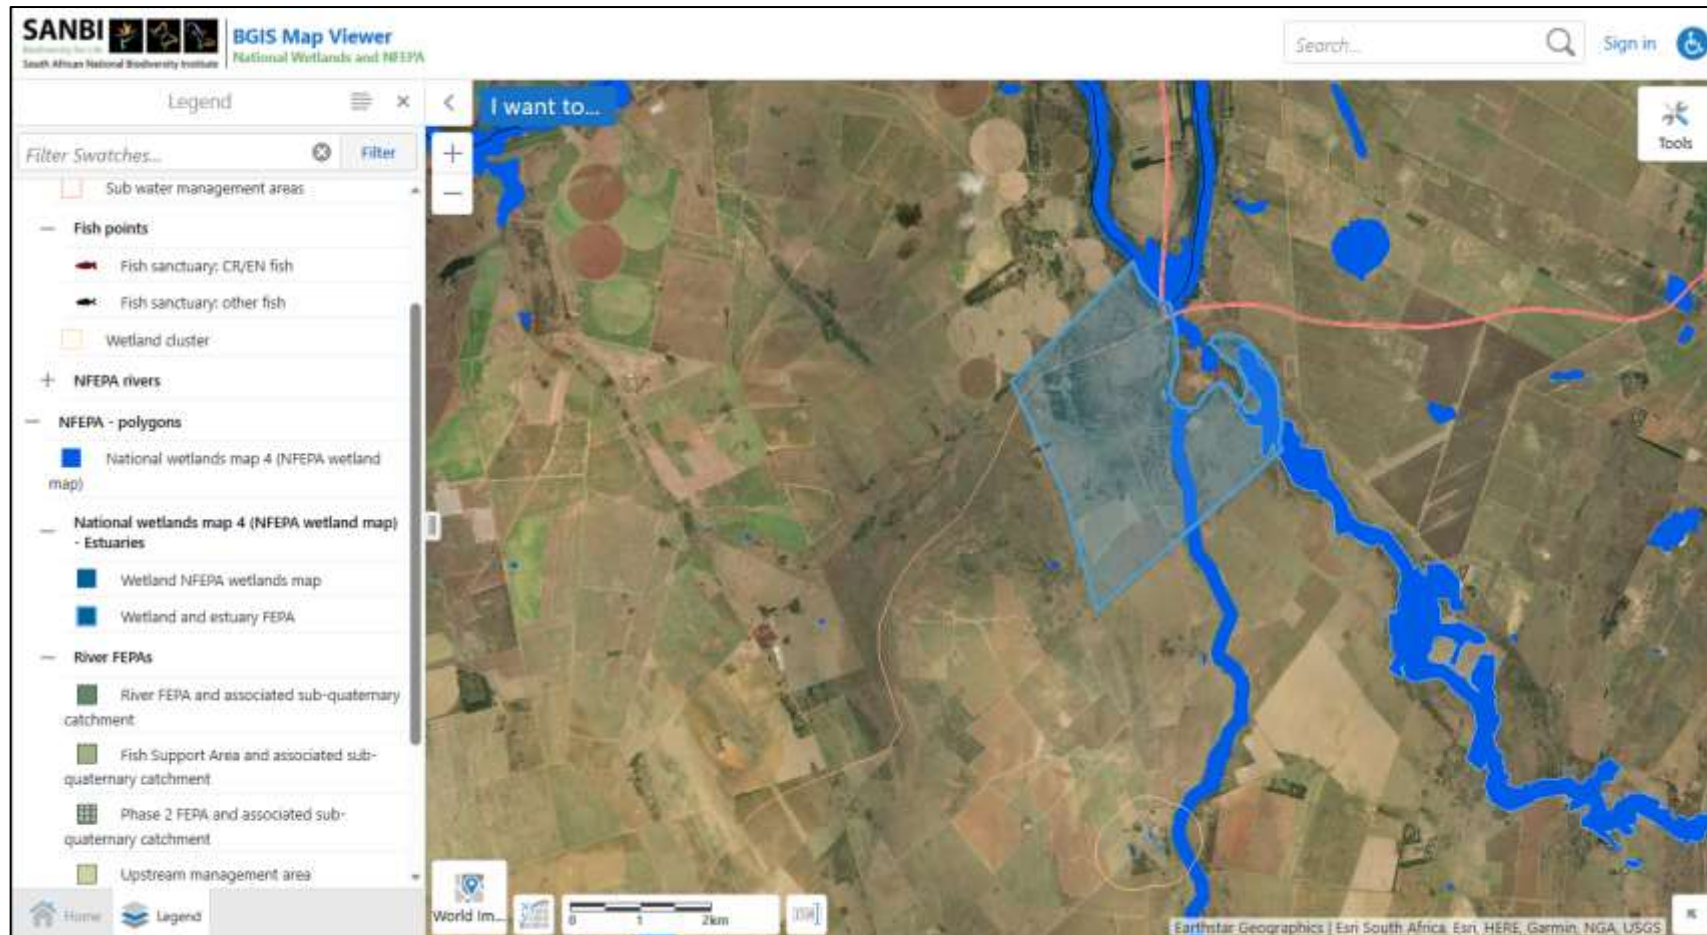 SANBI
Biodiversity for Life
South African National Biodiversity Institute
BGIS Map Viewer
National Wetlands and NFEPA
Search...
Sign in
Legend
I want to...
Tools
Filter Swatches...
Filter
Sub water management areas
Fish points
Fish sanctuary: CR/EN fish
Fish sanctuary: other fish
Wetland cluster
NFEPA rivers
NFEPA - polygons
National wetlands map 4 (NFEPA wetland
map)
National wetlands map 4 (NFEPA wetland map)
- Estuaries
Wetland NFEPA wetlands map
Wetland and estuary FEPA
River FEPAs
River FEPA and associated sub-quaternary
catchment
Fish Support Area and associated sub-
quaternary catchment
Phase 2 FEPA and associated sub-
quaternary catchment
Upstream management area
Home
Legend
World Im...
0 1 2km
Earthstar Geographics | Esri South Africa, Esri, HERE, Garmin, NGA, USGS